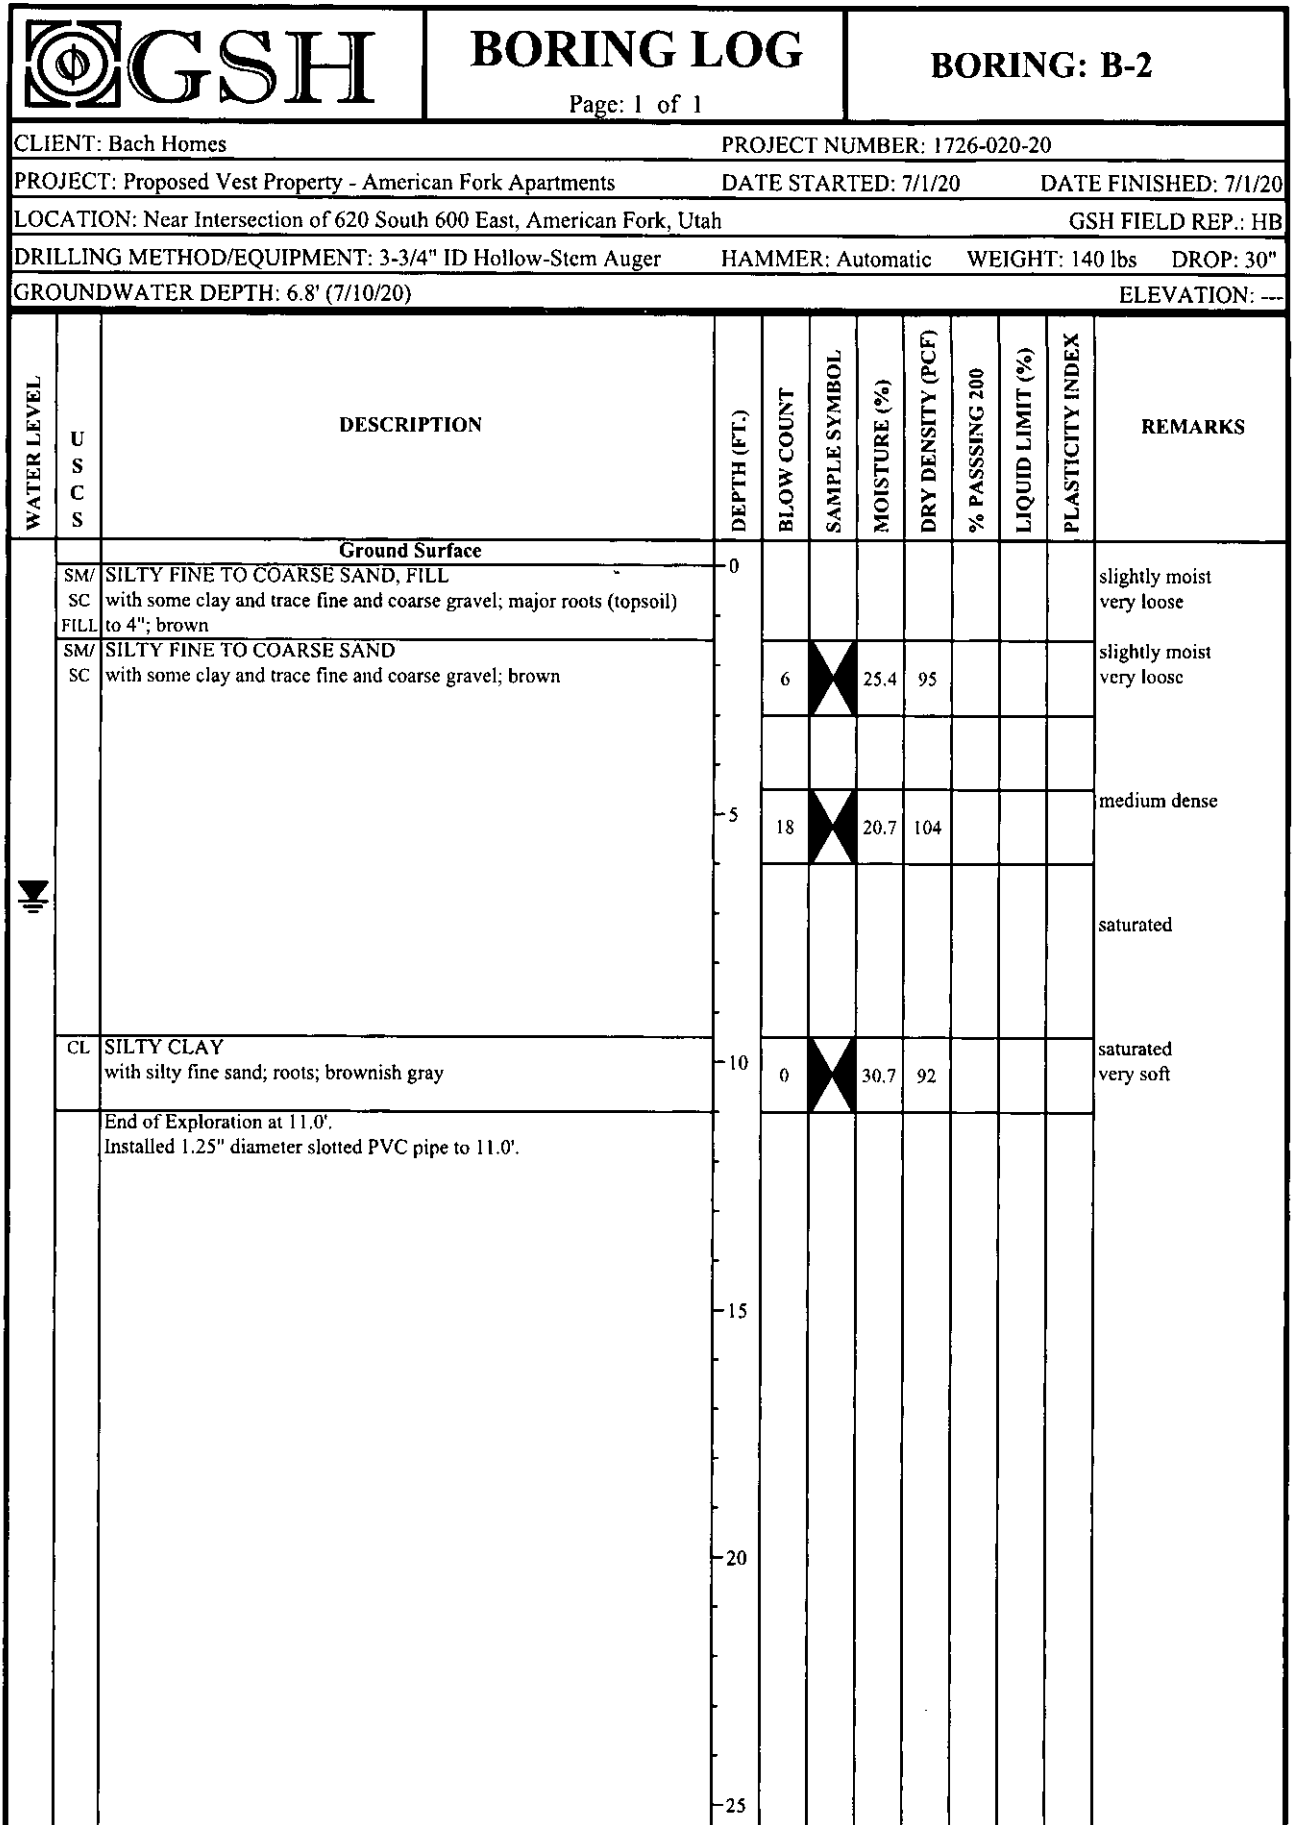 GSH
BORING LOG
Page: 1 of 1
BORING: B-2
CLIENT: Bach Homes
PROJECT NUMBER: 1726-020-20
PROJECT: Proposed Vest Property - American Fork Apartments
DATE STARTED: 7/1/20
DATE FINISHED: 7/1/20
LOCATION: Near Intersection of 620 South 600 East, American Fork, Utah
GSH FIELD REP.: HB
DRILLING METHOD/EQUIPMENT: 3-3/4" ID Hollow-Stem Auger
HAMMER: Automatic WEIGHT: 140 lbs DROP: 30"
GROUNDWATER DEPTH: 6.8' (7/10/20)
ELEVATION: ---
WATER LEVEL
U
S
C
S
DESCRIPTION
DEPTH (FT.)
BLOW COUNT
SAMPLE SYMBOL
MOISTURE (%)
DRY DENSITY (PCF)
% PASSSING 200
LIQUID LIMIT (%)
PLASTICITY INDEX
REMARKS
Ground Surface
0
SM/ SILTY FINE TO COARSE SAND, FILL
slightly moist
SC with some clay and trace fine and coarse gravel; major roots (topsoil)
very loose
FILL to 4"; brown
SM/ SILTY FINE TO COARSE SAND
slightly moist
SC with some clay and trace fine and coarse gravel; brown
6 25.4 95
very loose
medium dense
5
18 20.7 104
saturated
CL SILTY CLAY
saturated
10
with silty fine sand; roots; brownish gray
0 30.7 92
very soft
End of Exploration at 11.0'.
Installed 1.25" diameter slotted PVC pipe to 11.0'.
15
20
25